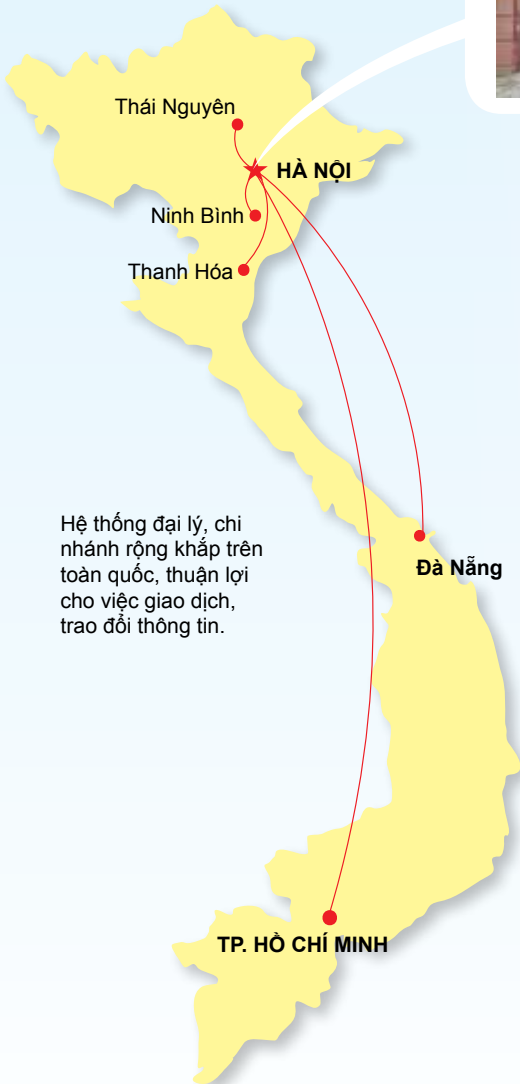 Thái Nguyên
HÀ NỘI
Ninh Bình
Thanh Hóa
Hệ thống đại lý, chi
nhánh rộng khắp trên
toàn quốc, thuận lợi
cho việc giao dịch,
trao đổi thông tin.
Đà Nẵng
TP. HỒ CHÍ MINH